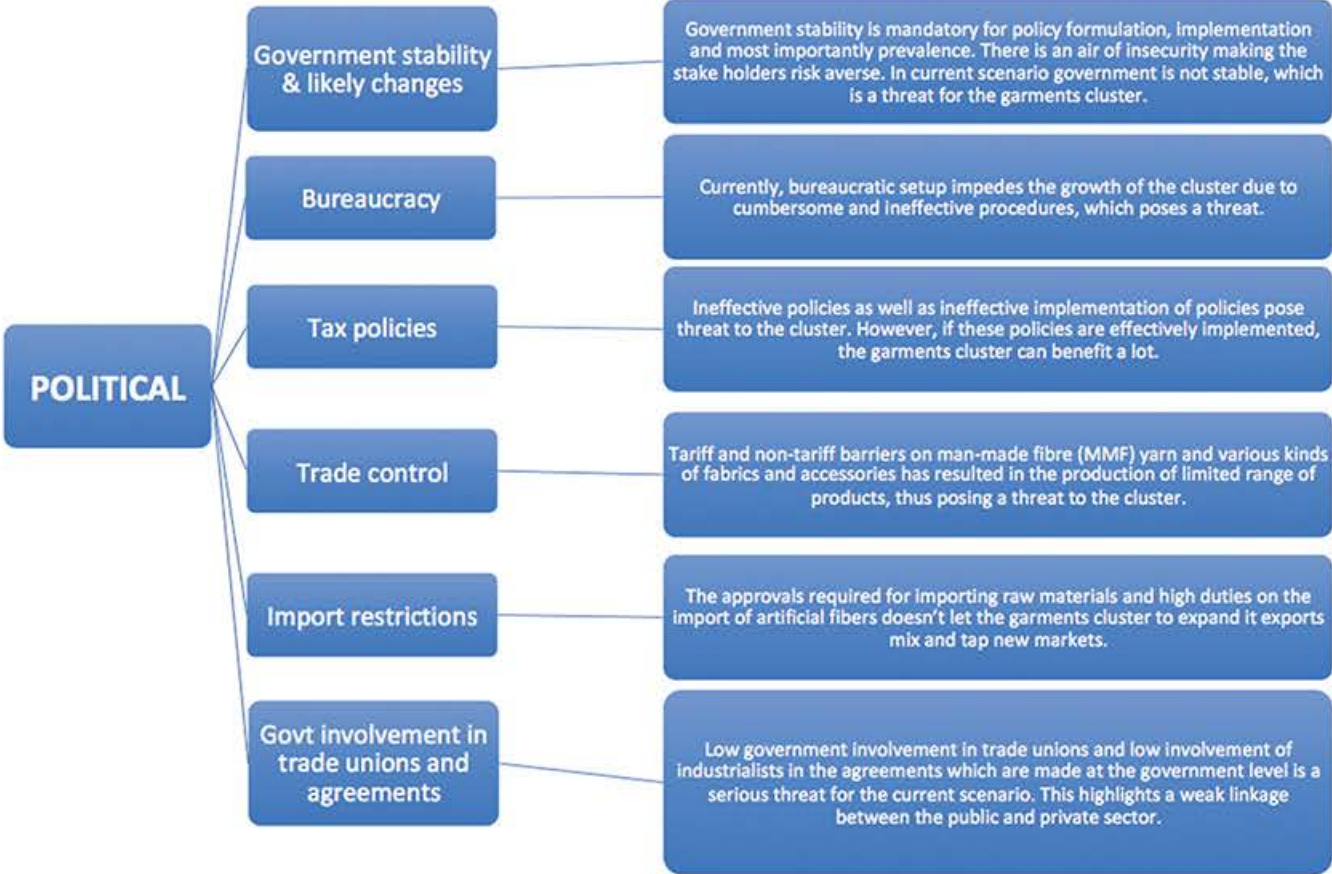 POLITICAL
Government stability
& likely changes
Government stability is mandatory for policy formulation, implementation
and most importantly prevalence. There is an air of insecurity making the
stake holders risk averse. In current scenario government is not stable, which
is a threat for the garments cluster.
Bureaucracy
Currently, bureaucratic setup impedes the growth of the cluster due to
cumbersome and ineffective procedures, which poses a threat.
Tax policies
Ineffective policies as well as ineffective implementation of policies pose
threat to the cluster. However, if these policies are effectively implemented,
the garments cluster can benefit a lot.
Trade control
Tariff and non-tariff barriers on man-made fibre (MMF) yarn and various kinds
of fabrics and accessories has resulted in the production of limited range of
products, thus posing a threat to the cluster.
Import restrictions
The approvals required for importing raw materials and high duties on the
import of artificial fibers doesn't let the garments cluster to expand it exports
mix and tap new markets.
Govt involvement in
trade unions and
agreements
Low government involvement in trade unions and low involvement of
industrialists in the agreements which are made at the government level is a
serious threat for the current scenario. This highlights a weak linkage
between the public and private sector.